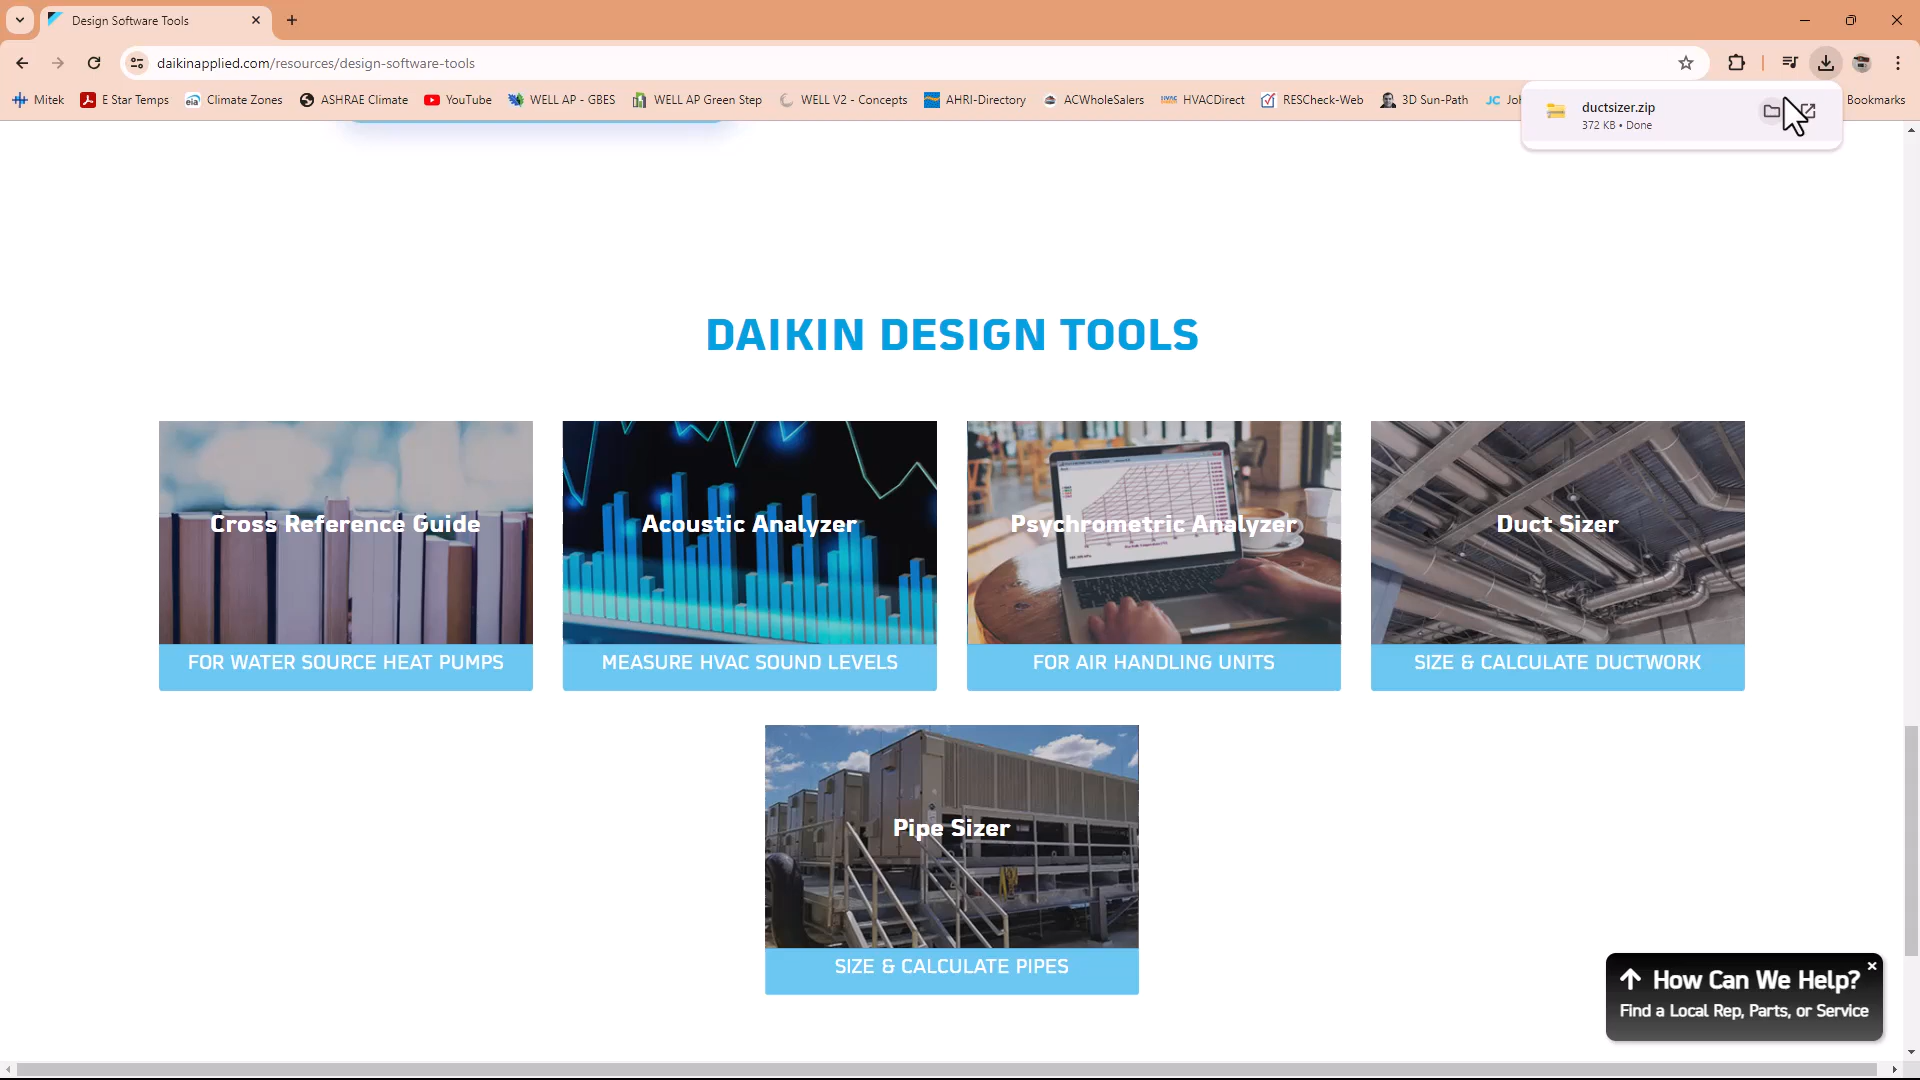 Design Software Tools
daikinapplied.com/resources/design-software-tools
Mitek
E Star Temps
eia
Climate Zones
ASHRAE Climate
YouTube
WELL AP - GBES
WELL AP Green Step
WELL V2 - Concepts
AHRI-Directory
ACWholeSalers
HVAC
HVACDirect
RESCheck-Web
3D Sun-Path
JC
Bookmarks
ductsizer.zip
372 KB • Done
DAIKIN DESIGN TOOLS
Cross Reference Guide
FOR WATER SOURCE HEAT PUMPS
Acoustic Analyzer
MEASURE HVAC SOUND LEVELS
Psychrometric Analyzer
FOR AIR HANDLING UNITS
Duct Sizer
SIZE & CALCULATE DUCTWORK
Pipe Sizer
SIZE & CALCULATE PIPES
How Can We Help?
Find a Local Rep, Parts, or Service